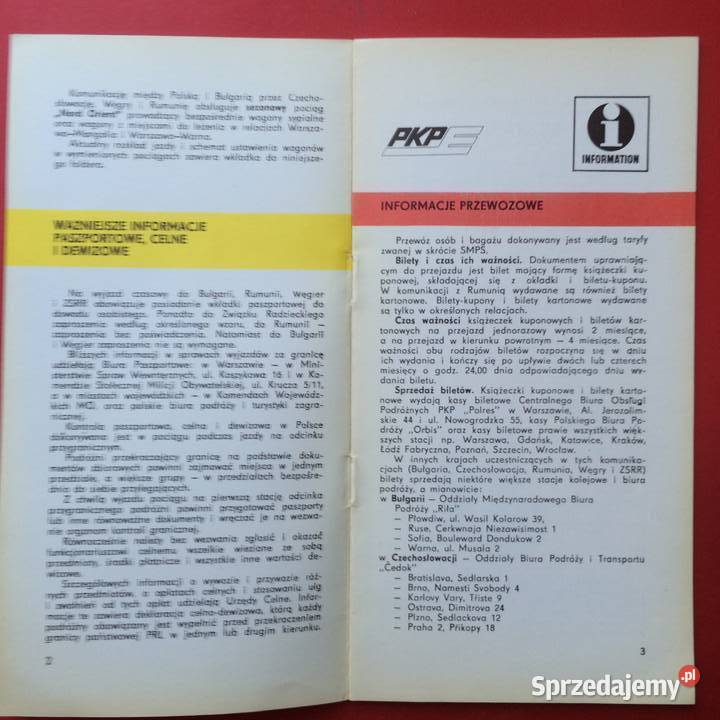 Komunikację między Polską i Bułgarią przez Czecho-
słowację, Węgry i Rumunię obsługuje sezonowy pociąg
„Nord Orient” prowadzący bezpośrednie wagony sypialne
oraz wagony z miejscami do leżenia w relacjach Warsza-
wa—Mangalia i Warszawa—Warna.
Aktualny rozkład jazdy i schemat ustawienia wagonów
w wymienionych pociągach zawiera wkładka do niniejsze-
go folderu.
WAŻNIEJSZE INFORMACJE
PASZPORTOWE, CELNE
I DEWIZOWE
Na wyjazd czasowy do Bułgarii, Rumunii, Węgier
i ZSRR obowiązuje posiadanie wkładki paszportowej do
dowodu osobistego. Ponadto do Związku Radzieckiego
zaproszenia według określonego wzoru, do Rumunii —
zaproszenia bez poświadczenia. Natomiast do Bułgarii
i Węgier zaproszenia nie są wymagane.
Bliższych informacji w sprawach wyjazdów za granicę
udzielają Biura Paszportowe: w Warszawie — w Mini-
sterstwie Spraw Wewnętrznych, ul. Koszykowa 16 i w Ko-
mendzie Stołecznej Milicji Obywatelskiej, ul. Krucza 5/11,
a w miastach wojewódzkich — w Komendach Wojewódz-
kich MO, oraz polskie biura podróży i turystyki zagra-
nicznej.
Kontrola paszportowa, celna i dewizowa w Polsce
dokonywana jest w pociągu podczas jazdy na odcinku
przygranicznym.
Podróżni przekraczający granicę na podstawie doku-
mentów zbiorowych powinni zajmować miejsca w jednym
przedziale, a większe grupy — w przedziałach bezpośred-
nio do siebie przylegających.
Z chwilą wjazdu pociągu na pierwszą stację odcinka
przygranicznego podróżni powinni przygotować paszporty
lub inne równoważne dokumenty i wręczać je na wezwa-
nie organom kontroli granicznej.
Równocześnie należy bez wezwania zgłosić i okazać
funkcjonariuszowi celnemu wszelkie wiezione ze sobą
przedmioty, środki płatnicze i wszystkie inne wartości de-
wizowe.
Szczegółowych informacji o wywozie i przywozie róż-
nych przedmiotów, o opłatach celnych i stosowaniu ulg
i zwolnień od tych opłat udzielają Urzędy Celne. Infor-
macje te zawiera deklaracja celno-dewizowa, którą każdy
podróżny obowiązany jest wypełnić przed przekroczeniem
granicy państwowej PRL w jednym lub drugim kierunku.
2
PKP
i
INFORMATION
INFORMACJE PRZEWOZOWE
Przewóz osób i bagażu dokonywany jest według taryfy
zwanej w skrócie SMPS.
Bilety i czas ich ważności. Dokumentem uprawniają-
cym do przejazdu jest bilet mający formę książeczki ku-
ponowej, składającej się z okładki i biletu-kuponu.
W komunikacji z Rumunią wydawane są również bilety
kartonowe. Bilety-kupony i bilety kartonowe wydawane
są tylko w określonych relacjach.
Czas ważności książeczek kuponowych i biletów kar-
tonowych na przejazd jednorazowy wynosi 2 miesiące,
a na przejazd w kierunku powrotnym — 4 miesiące. Czas
ważności obu rodzajów biletów rozpoczyna się w dniu
ich wydania i kończy się po upływie dwóch lub czterech
miesięcy o godz. 24,00 dnia odpowiadającego dniu wy-
dania biletu.
Sprzedaż biletów. Książeczki kuponowe i bilety karto-
nowe wydają kasy biletowe Centralnego Biura Obsługi
Podróżnych PKP „Polres” w Warszawie, Al. Jerozolim-
skie 44 i ul. Nowogrodzka 55, kasy Polskiego Biura Po-
dróży „Orbis” oraz kasy biletowe prawie wszystkich więk-
szych stacji np. Warszawa, Gdańsk, Katowice, Kraków,
Łódź Fabryczna, Poznań, Szczecin, Wrocław.
W innych krajach uczestniczących w tych komunika-
cjach (Bułgaria, Czechosłowacja, Rumunia, Węgry i ZSRR)
bilety sprzedają niektóre większe stacje kolejowe i biura
podróży, a mianowicie:
w Bułgarii — Oddziały Międzynarodowego Biura
Podróży „Riła”
— Płowdiw, ul. Wasil Kolarow 39,
— Ruse, Cerkwnaja Niezawisimost 1
— Sofia, Bouleward Dondukow 2
— Warna, ul. Musala 2
w Czechosłowacji — Oddziały Biura Podróży i Transportu
„Čedok”
— Bratislava, Sedlarska 1
— Brno, Namesti Svobody 4
— Karlovy Vary, Tržiste 9
— Ostrava, Dimitrova 24
— Plzno, Sedlackova 12
— Praha 2, Přikopy 18
3
Sprzedajemy.pl